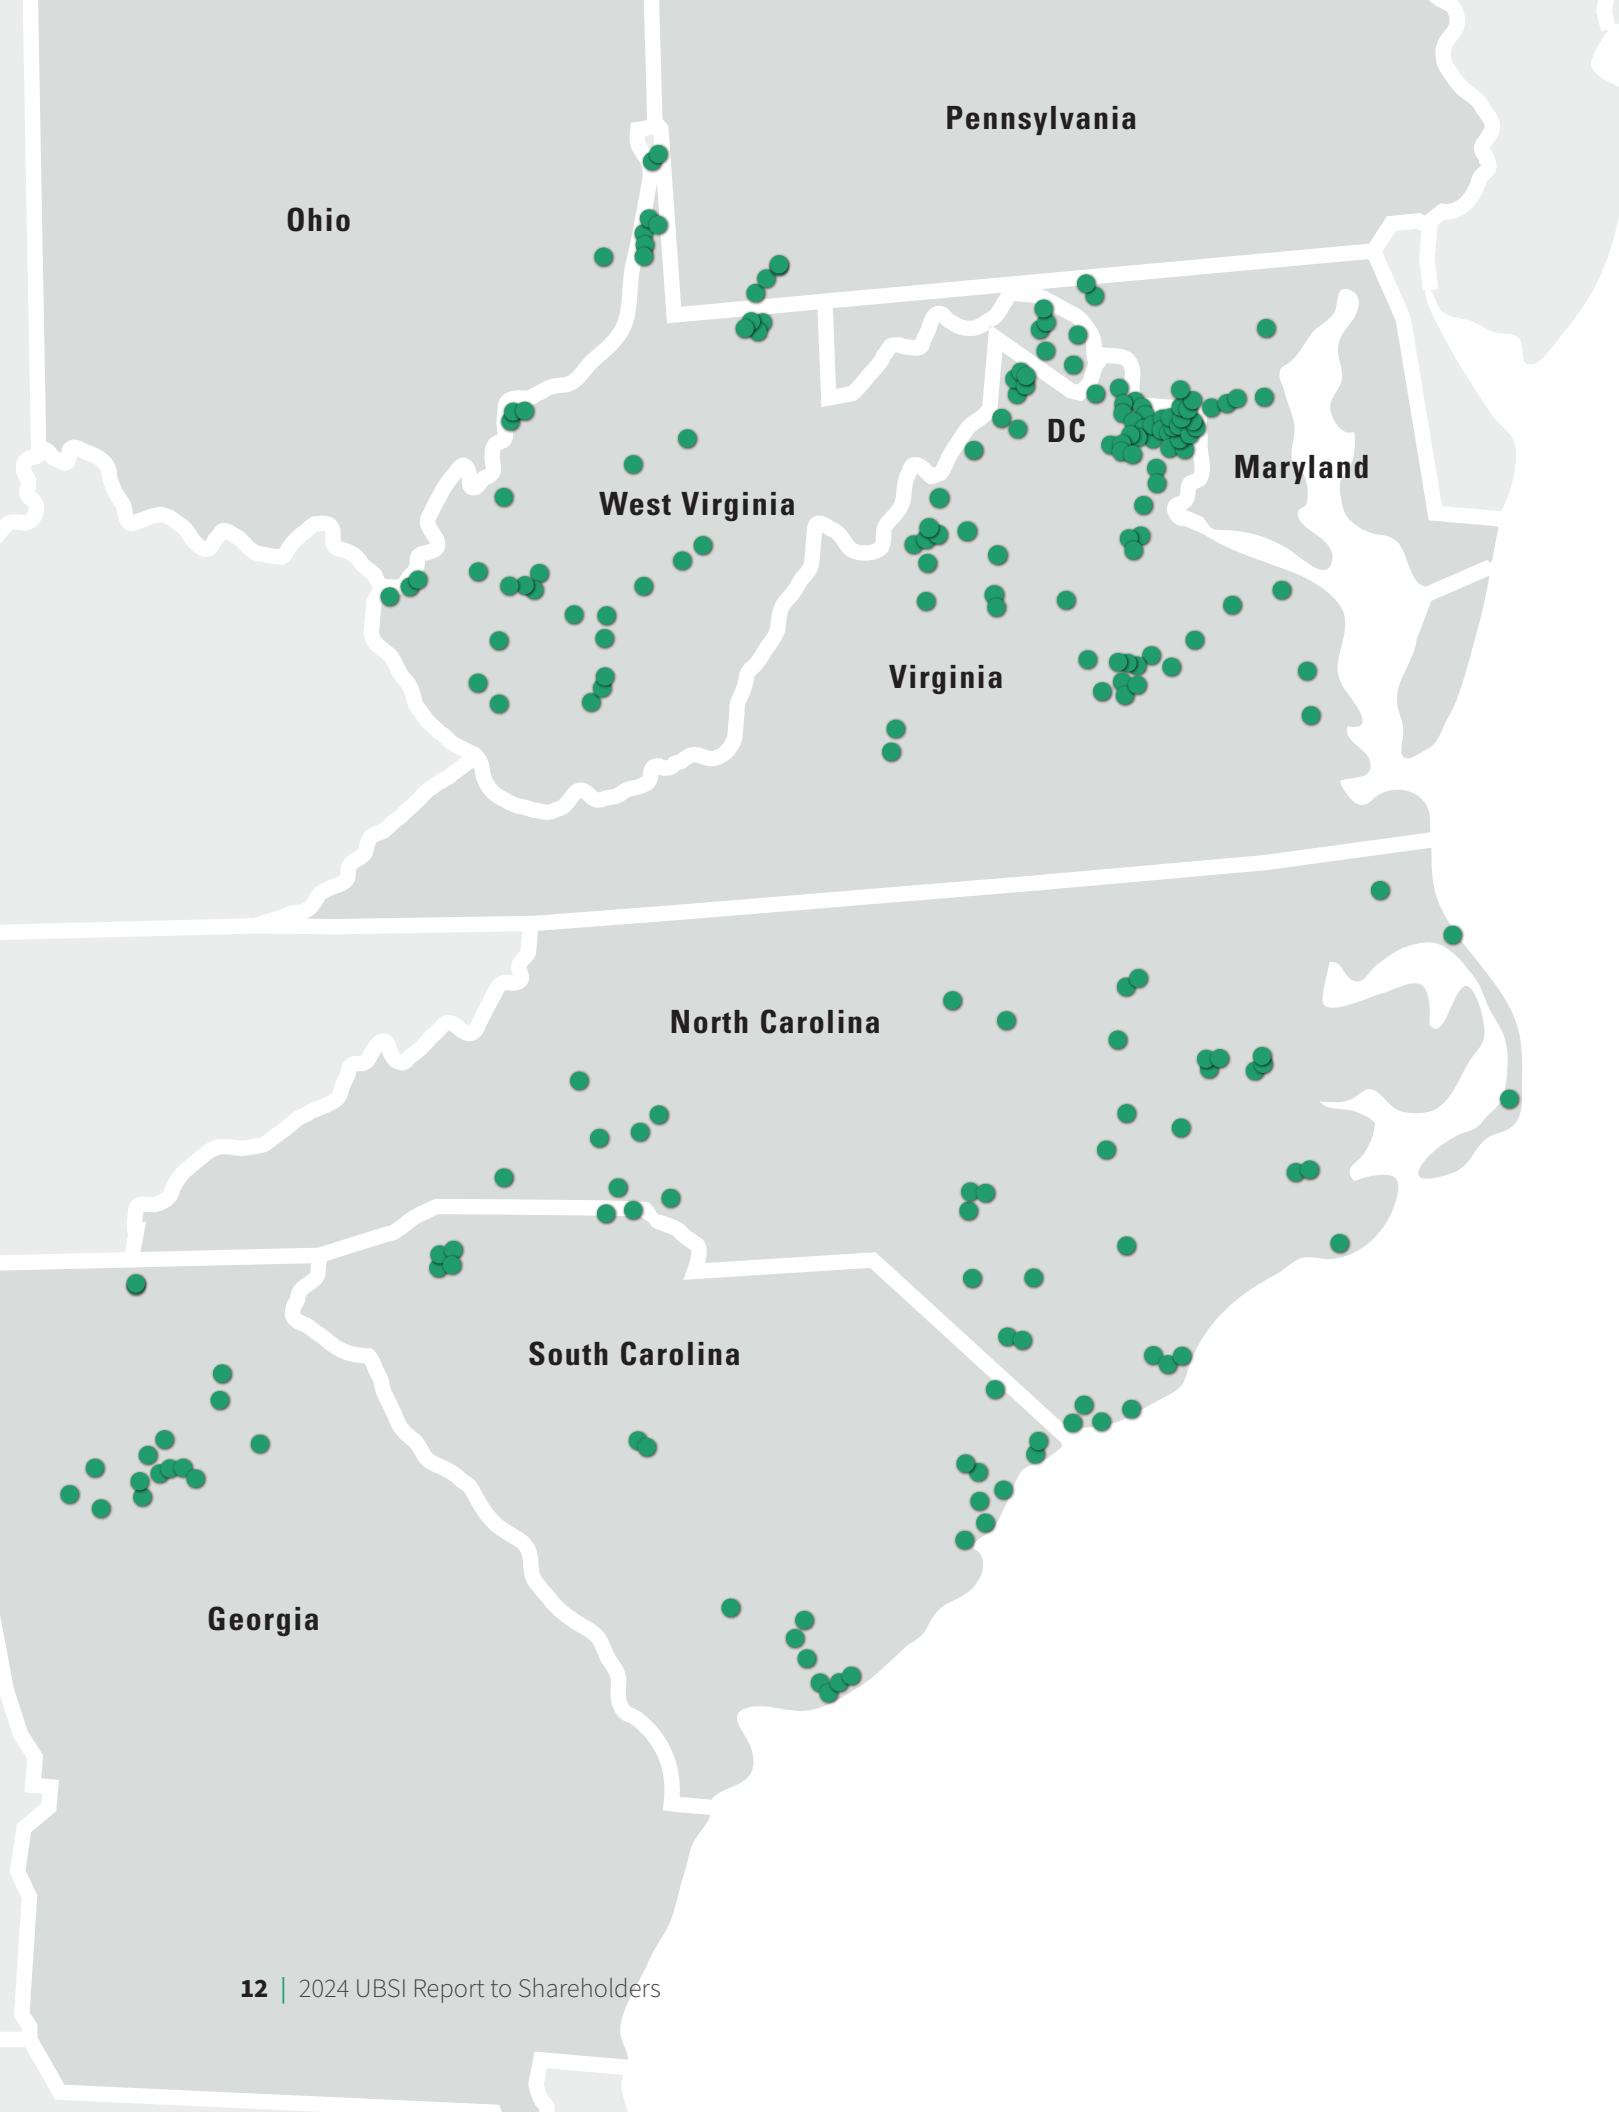 Pennsylvania
Ohio
DC
Maryland
West Virginia
Virginia
North Carolina
South Carolina
Georgia
12 | 2024 UBSI Report to Shareholders